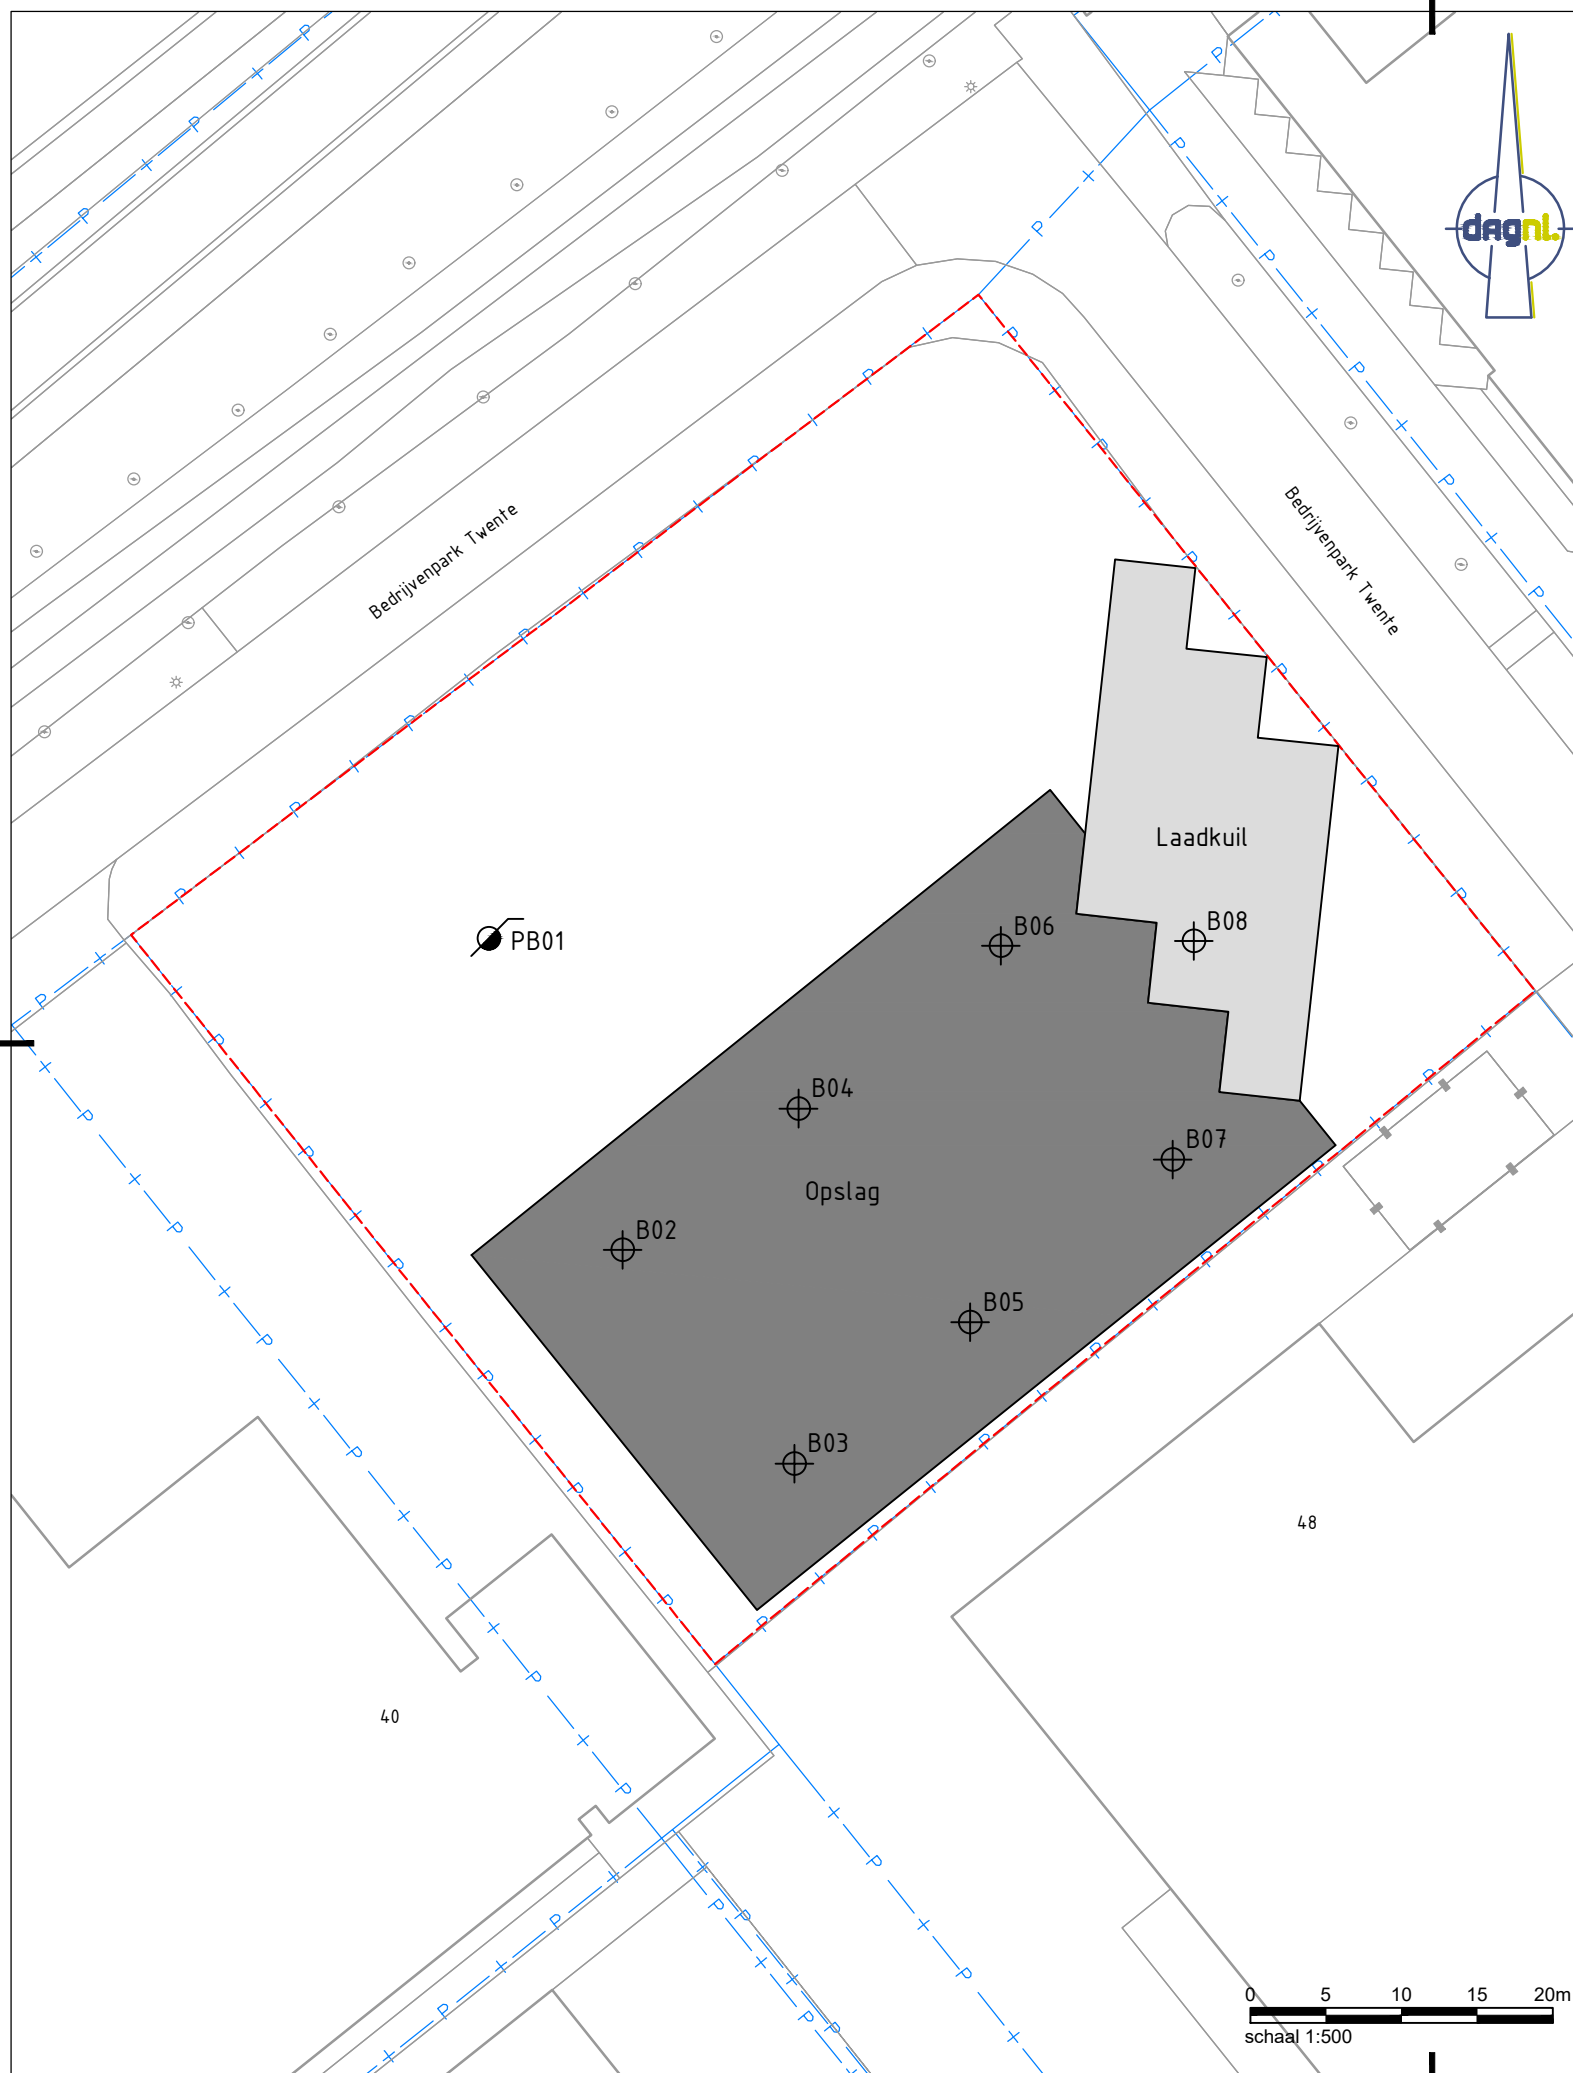 dagnl.
Bedrijvenpark Twente
Bedrijvenpark Twente
Laadkuil
B08
B06
PB01
B04
B07
Opslag
B02
B05
B03
48
40
0 5 10 15 20m
schaal 1:500